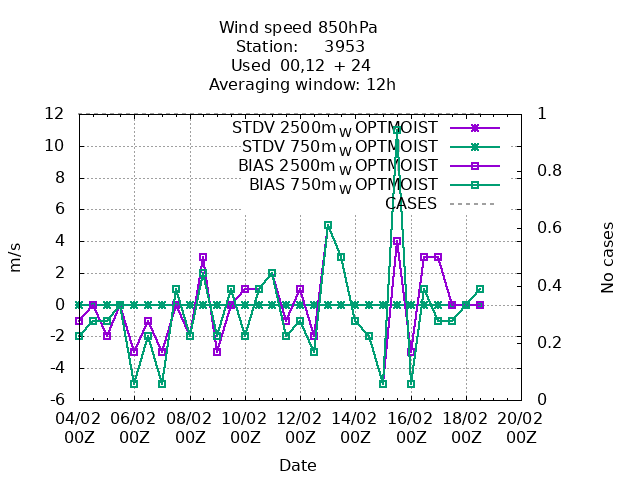 Wind speed 850hPa
Station: 3953
Used 00,12 + 24
Averaging window: 12h
STDV 2500m W OPTMOIST
STDV 750m W OPTMOIST
BIAS 2500m W OPTMOIST
BIAS 750m W OPTMOIST
CASES
12
10
8
6
4
2
0
-2
-4
-6
m/s
1
0.8
0.6
0.4
0.2
0
No cases
04/02 06/02 08/02 10/02 12/02 14/02 16/02 18/02 20/02
00Z 00Z 00Z 00Z 00Z 00Z 00Z 00Z 00Z
Date